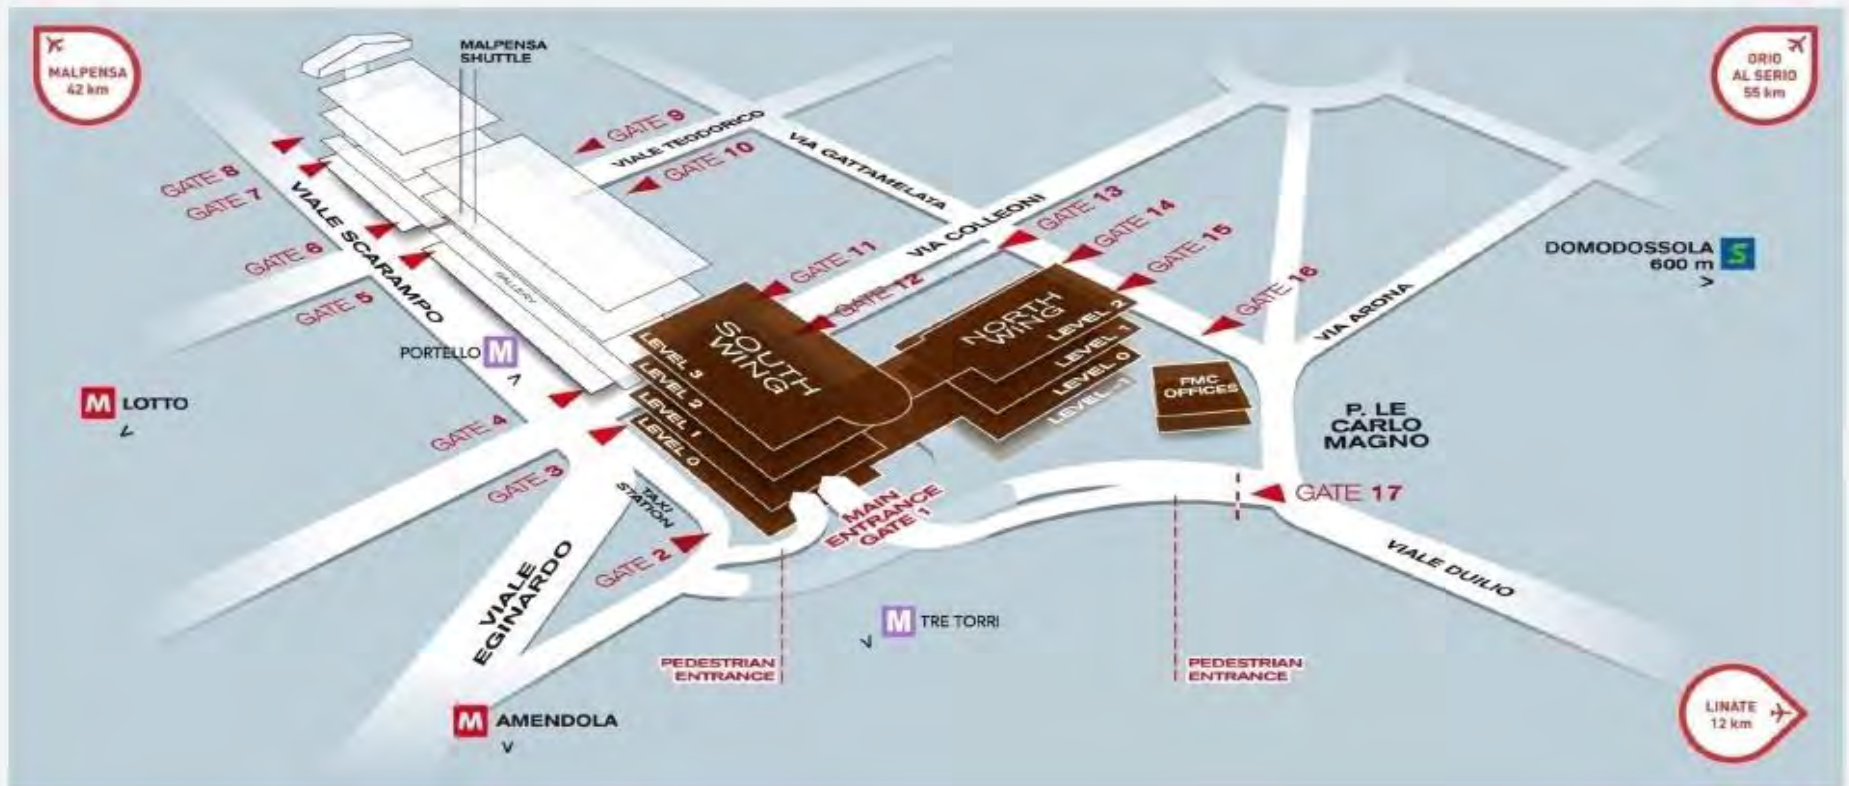 MALPENSA
42 km
MALPENSA
SHUTTLE
ORIO
AL SERIO
55 km
GATE 9
VIALE TEODORICO
GATE 10
VIA GATTAMELATA
GATE 8
GATE 7
VIALE SCARAMPO
GATE 6
GATE 5
GALLERY
GATE 11
GATE 12
VIA COLLEONI
GATE 13
GATE 14
GATE 15
GATE 16
DOMODOSSOLA S
600 m
>
VIA ARONA
PORTELLO M
M LOTTO
SOUTH
WING
LEVEL 3
LEVEL 2
LEVEL 1
LEVEL 0
NORTH
WING
LEVEL 2
LEVEL 1
LEVEL 0
LEVEL -1
FMC
OFFICES
P. LE
CARLO
MAGNO
GATE 4
GATE 3
TAXI
STATION
GATE 2
MAIN
ENTRANCE
GATE 1
GATE 17
VIALE
EGINARDO
VIALE DUILIO
M TRE TORRI
PEDESTRIAN
ENTRANCE
PEDESTRIAN
ENTRANCE
M AMENDOLA
LINATE
12 km